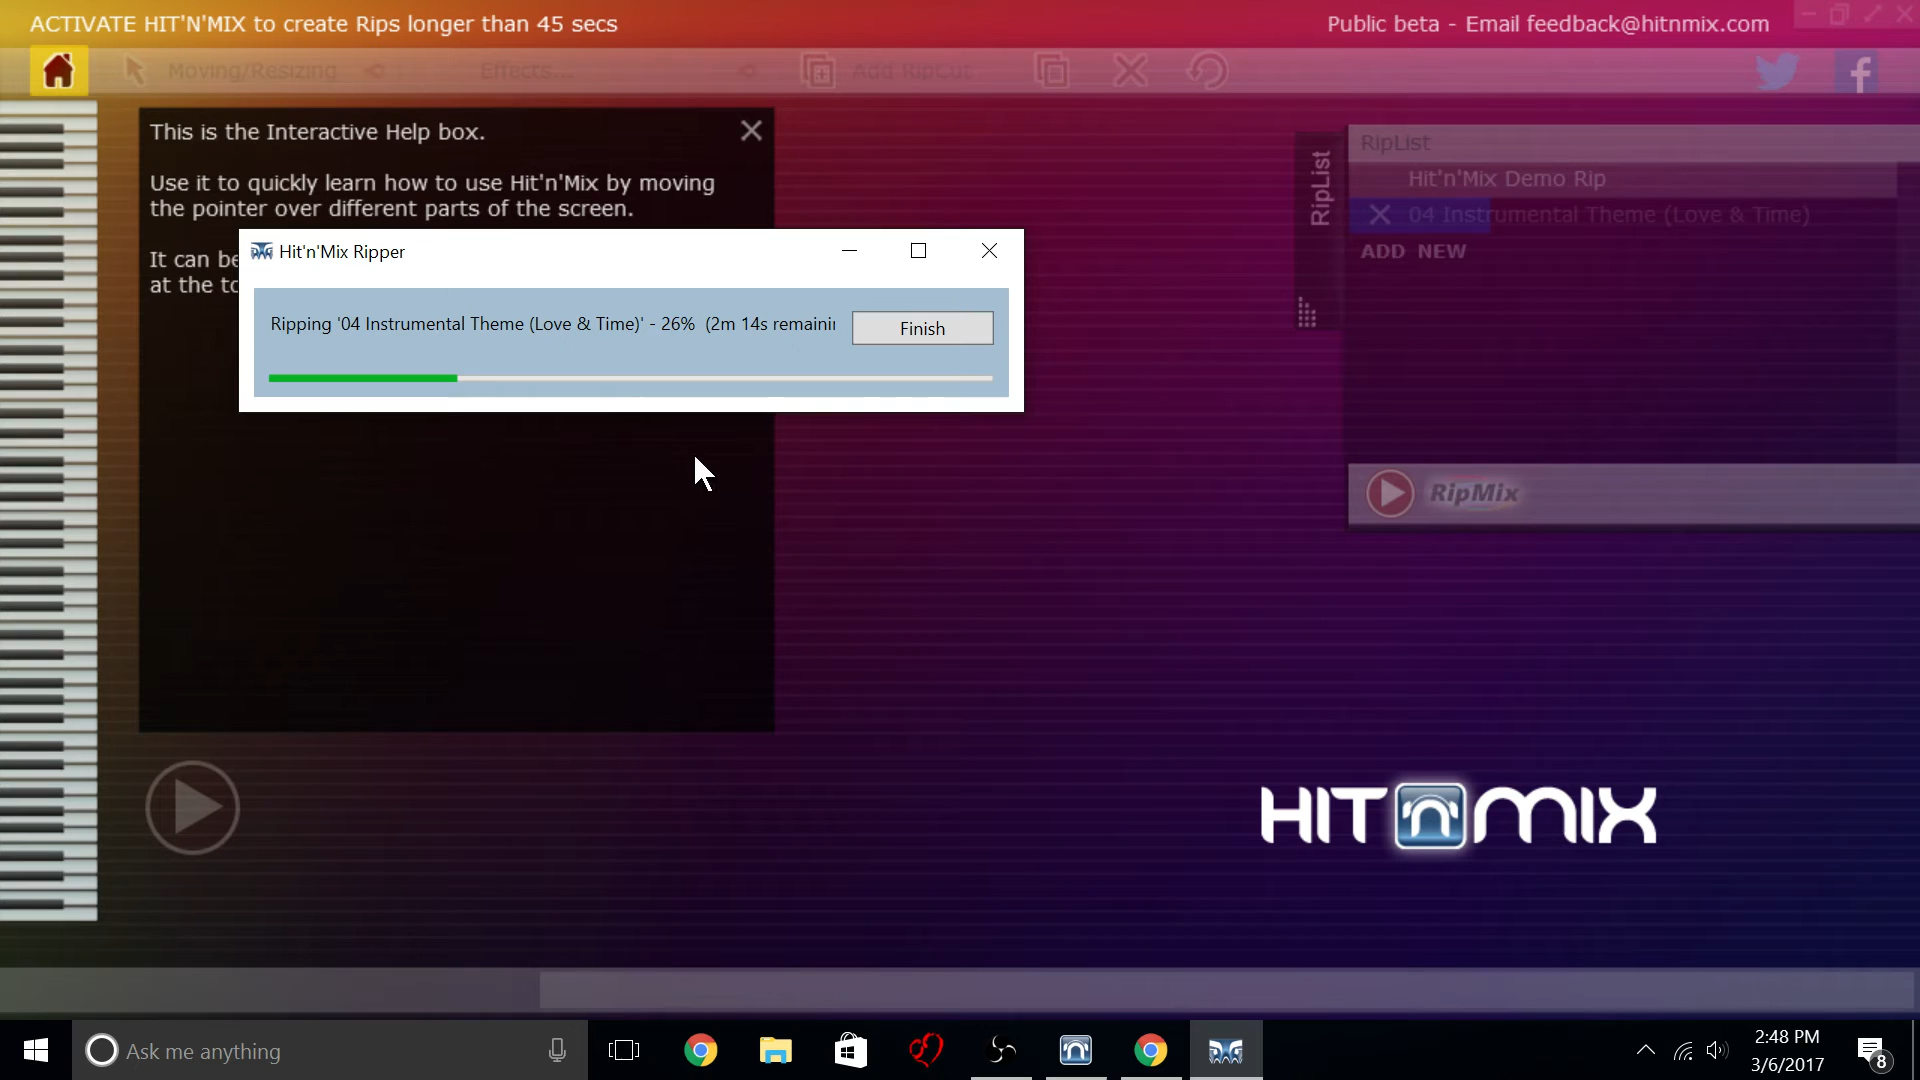 ACTIVATE HIT'N'MIX to create Rips longer than 45 secs
Public beta - Email feedback@hitnmix.com
Moving/Resizing
Effects...
Add RipCut
This is the Interactive Help box.
Use it to quickly learn how to use Hit'n'Mix by moving
the pointer over different parts of the screen.
It can be
at the to
Hit'n'Mix Ripper
Ripping '04 Instrumental Theme (Love & Time)' - 26% (2m 14s remainin
Finish
RipList
RipList
Hit'n'Mix Demo Rip
04 Instrumental Theme (Love & Time)
ADD NEW
RipMix
HIT'n'MIX
Ask me anything
2:48 PM
3/6/2017
8